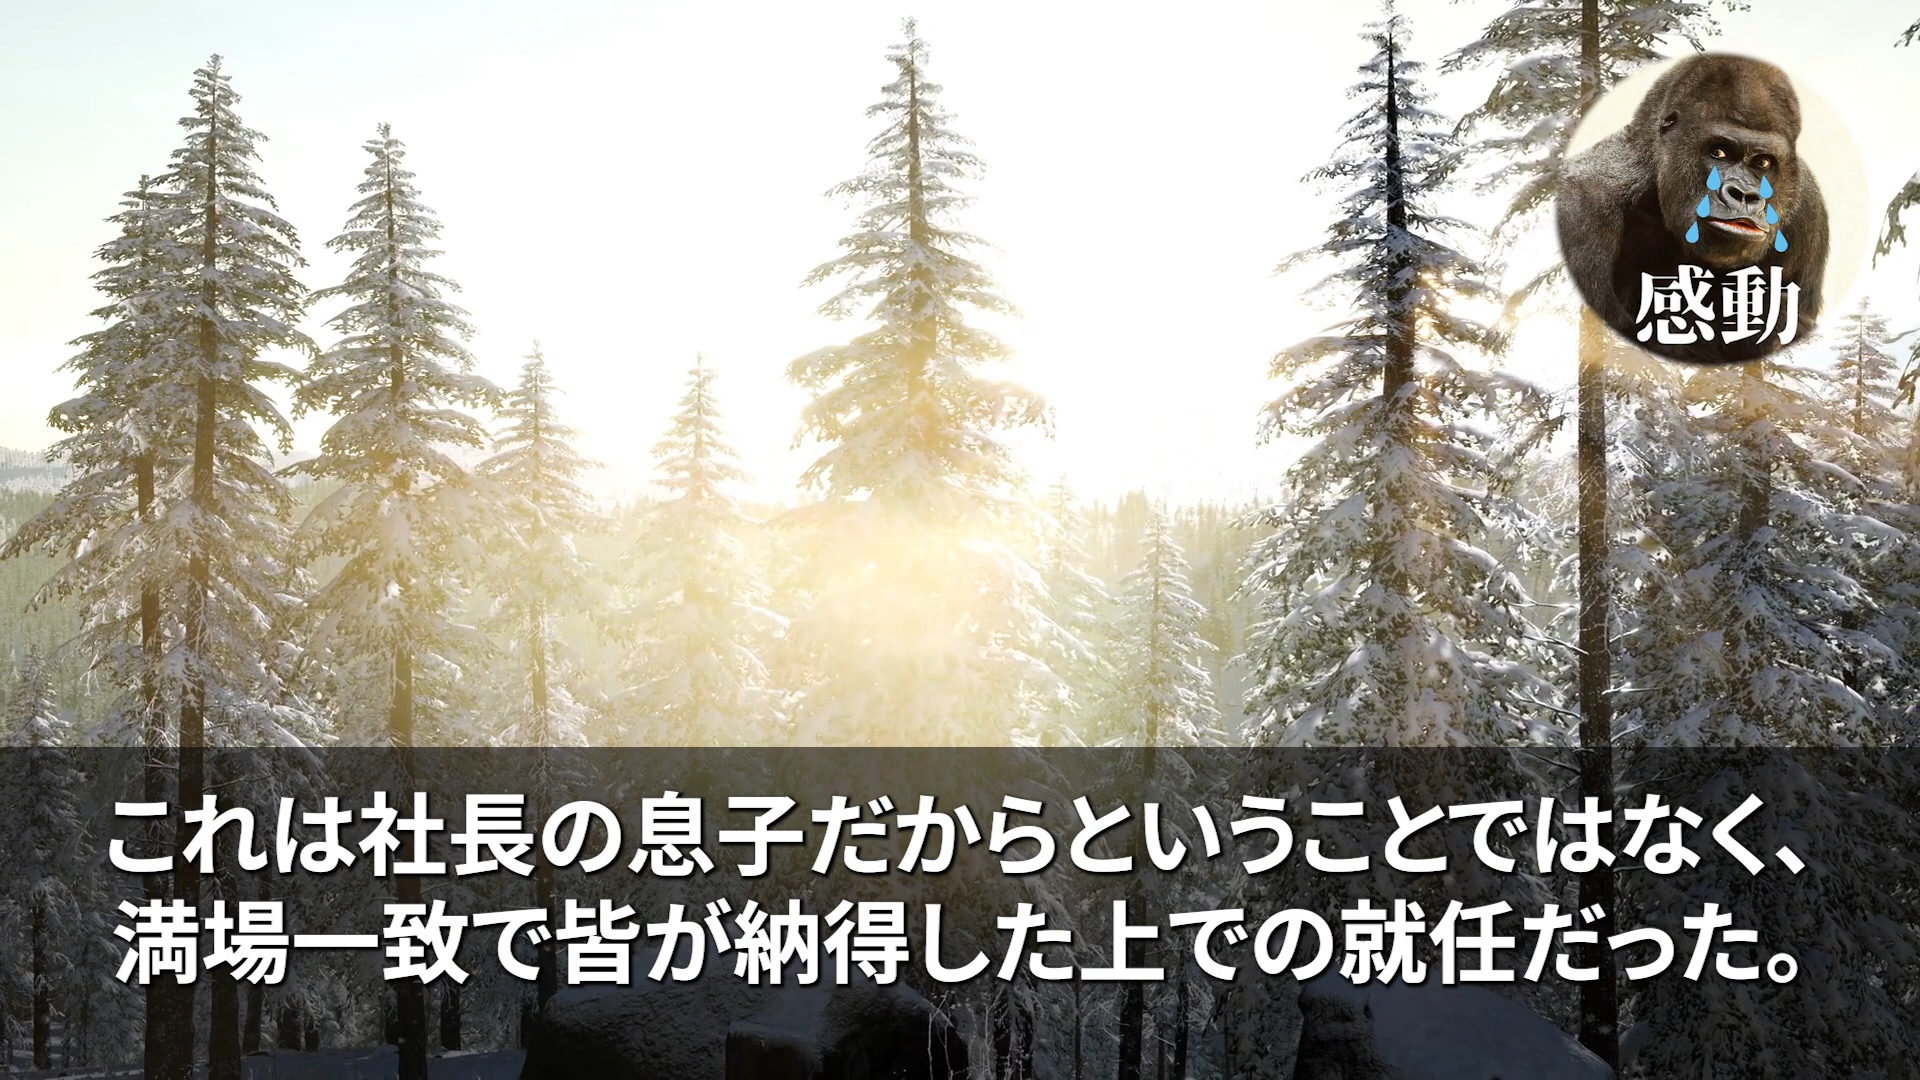 感動
これは社長の息子だからということではなく、
満場一致で皆が納得した上での就任だった。